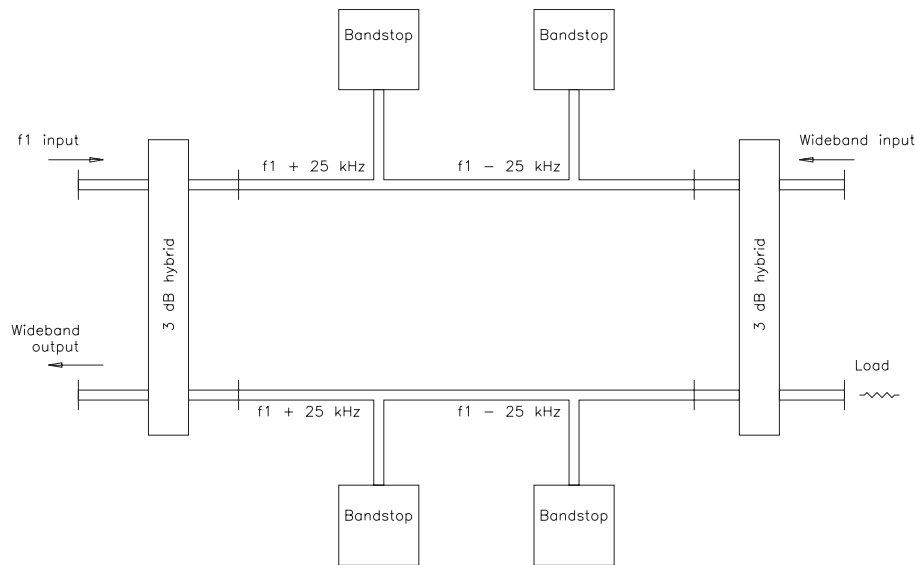 Bandstop
Bandstop
f1 input
Wideband input
f1 + 25 kHz
f1 - 25 kHz
3 dB hybrid
3 dB hybrid
Wideband
output
Load
f1 + 25 kHz
f1 - 25 kHz
Bandstop
Bandstop